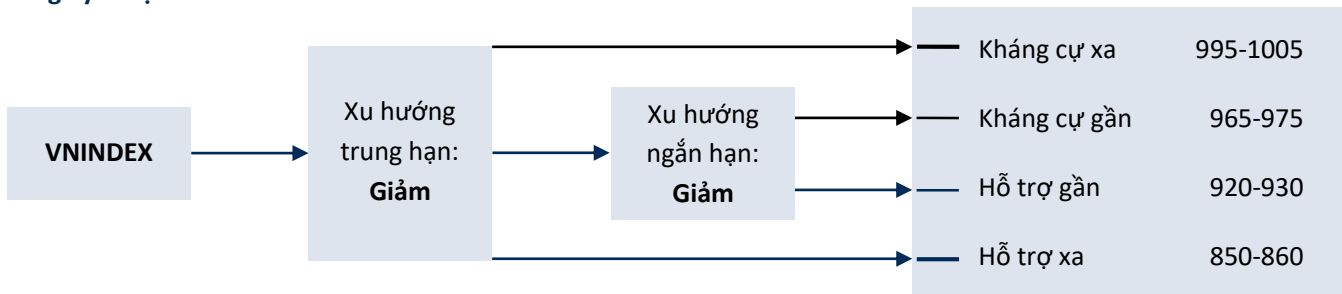 VNINDEX
Xu hướng
trung hạn:
Giảm
Xu hướng
ngắn hạn:
Giảm
Kháng cự xa 995-1005
Kháng cự gần 965-975
Hỗ trợ gần 920-930
Hỗ trợ xa 850-860